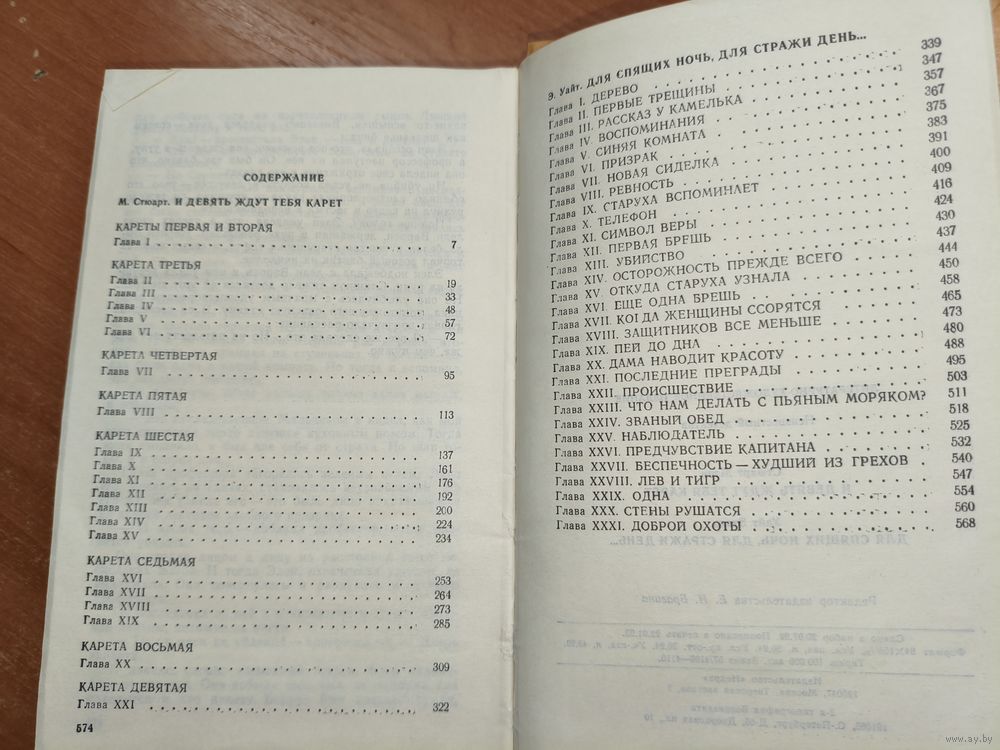 СОДЕРЖАНИЕ
М. Стюарт. И ДЕВЯТЬ ЖДУТ ТЕБЯ КАРЕТ
КАРЕТЫ ПЕРВАЯ И ВТОРАЯ
Глава I 7
КАРЕТА ТРЕТЬЯ
Глава II 19
Глава III 33
Глава IV 48
Глава V 57
Глава VI 72
КАРЕТА ЧЕТВЕРТАЯ
Глава VII 95
КАРЕТА ПЯТАЯ
Глава VIII 113
КАРЕТА ШЕСТАЯ
Глава IX 137
Глава X 161
Глава XI 176
Глава XII 192
Глава XIII 200
Глава XIV 224
Глава XV 234
КАРЕТА СЕДЬМАЯ
Глава XVI 253
Глава XVII 264
Глава XVIII 273
Глава XIX 285
КАРЕТА ВОСЬМАЯ
Глава XX 309
КАРЕТА ДЕВЯТАЯ
Глава XXI 322
574
Э. Уайт. ДЛЯ СПЯЩИХ НОЧЬ, ДЛЯ СТРАЖИ ДЕНЬ...
Глава I. ДЕРЕВО 339
Глава II. ПЕРВЫЕ ТРЕЩИНЫ 347
Глава III. РАССКАЗ У КАМЕЛЬКА 357
Глава IV. ВОСПОМИНАНИЯ 367
Глава V. СИНЯЯ КОМНАТА 375
Глава VI. ПРИЗРАК 383
Глава VII. НОВАЯ СИДЕЛКА 391
Глава VIII. РЕВНОСТЬ 400
Глава IX. СТАРУХА ВСПОМИНАЕТ 409
Глава X. ТЕЛЕФОН 416
Глава XI. СИМВОЛ ВЕРЫ 424
Глава XII. ПЕРВАЯ БРЕШЬ 430
Глава XIII. УБИЙСТВО 437
Глава XIV. ОСТОРОЖНОСТЬ ПРЕЖДЕ ВСЕГО 444
Глава XV. ОТКУДА СТАРУХА УЗНАЛА 450
Глава XVI. ЕЩЕ ОДНА БРЕШЬ 458
Глава XVII. КОГДА ЖЕНЩИНЫ ССОРЯТСЯ 465
Глава XVIII. ЗАЩИТНИКОВ ВСЕ МЕНЬШЕ 473
Глава XIX. ПЕЙ ДО ДНА 480
Глава XX. ДАМА НАВОДИТ КРАСОТУ 488
Глава XXI. ПОСЛЕДНИЕ ПРЕГРАДЫ 495
Глава XXII. ПРОИСШЕСТВИЕ 503
Глава XXIII. ЧТО НАМ ДЕЛАТЬ С ПЬЯНЫМ МОРЯКОМ? 511
Глава XXIV. ЗВАНЫЙ ОБЕД 518
Глава XXV. НАБЛЮДАТЕЛЬ 525
Глава XXVI. ПРЕДЧУВСТВИЕ КАПИТАНА 532
Глава XXVII. БЕСПЕЧНОСТЬ — ХУДШИЙ ИЗ ГРЕХОВ 540
Глава XXVIII. ЛЕВ И ТИГР 547
Глава XXIX. ОДНА 554
Глава XXX. СТЕНЫ РУШАТСЯ 560
Глава XXXI. ДОБРОЙ ОХОТЫ 568
www.ay.by